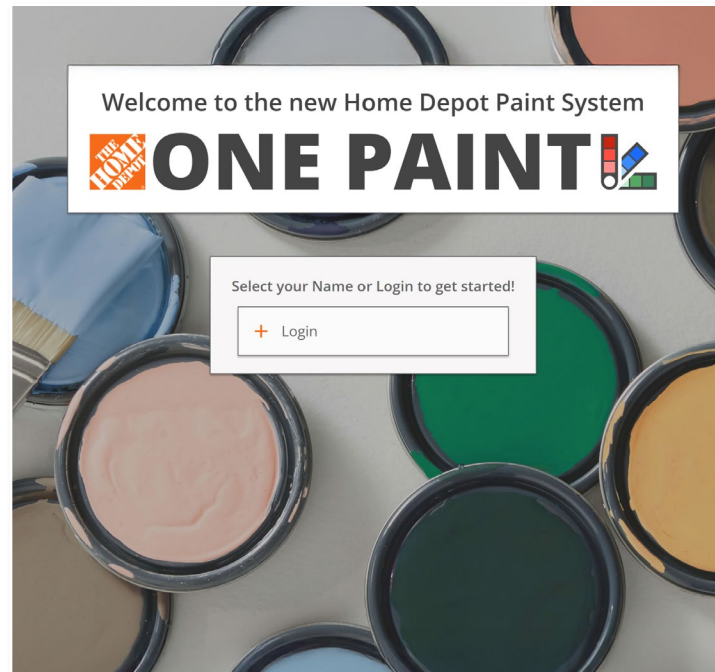 Welcome to the new Home Depot Paint System
THE
HOME
DEPOT
ONE PAINT
Select your Name or Login to get started!
+ Login